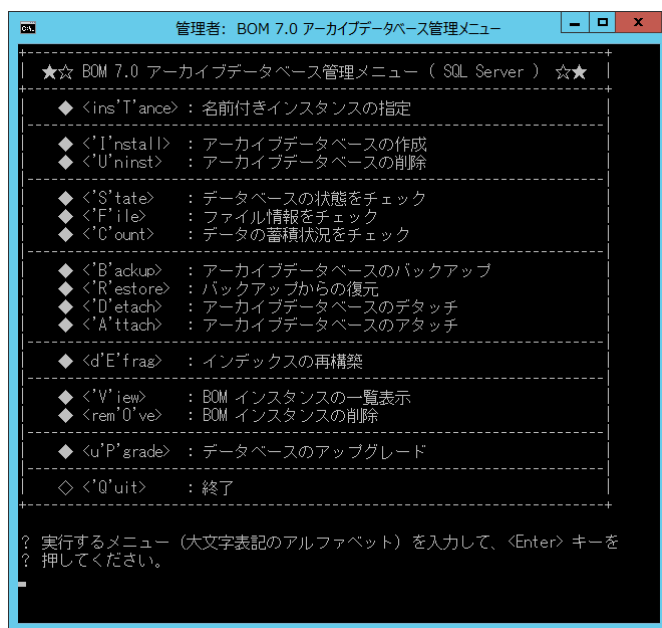 管理者: BOM 7.0 アーカイブデータベース管理メニュー
★☆ BOM 7.0 アーカイブデータベース管理メニュー ( SQL Server ) ☆★
◆ <ins'T'ance> : 名前付きインスタンスの指定
◆ <'I'nstall> : アーカイブデータベースの作成
◆ <'U'ninst> : アーカイブデータベースの削除
◆ <'S'tate> : データベースの状態をチェック
◆ <'F'ile> : ファイル情報をチェック
◆ <'C'ount> : データの蓄積状況をチェック
◆ <'B'ackup> : アーカイブデータベースのバックアップ
◆ <'R'estore> : バックアップからの復元
◆ <'D'etach> : アーカイブデータベースのデタッチ
◆ <'A'ttach> : アーカイブデータベースのアタッチ
◆ <d'E'frag> : インデックスの再構築
◆ <'V'iew> : BOM インスタンスの一覧表示
◆ <rem'O've> : BOM インスタンスの削除
◆ <u'P'grade> : データベースのアップグレード
◇ <'Q'uit> : 終了
? 実行するメニュー（大文字表記のアルファベット）を入力して、<Enter> キーを
? 押してください。